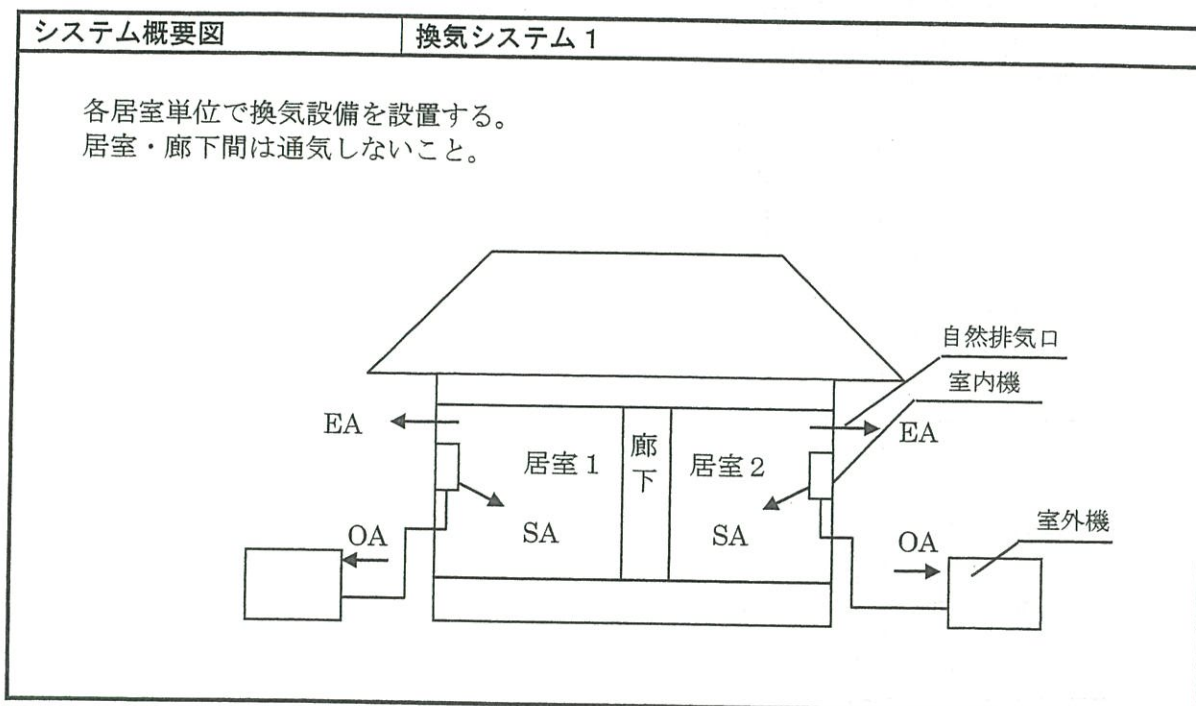 システム概要図
換気システム 1
各居室単位で換気設備を設置する。
居室・廊下間は通気しないこと。
自然排気口
室内機
EA
EA
居室 1
廊下
居室 2
SA
SA
OA
OA
室外機